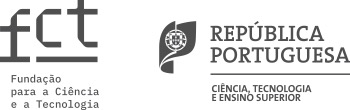 fct
Fundação
para a Ciência
e a Tecnologia
REPÚBLICA
PORTUGUESA
CIÊNCIA, TECNOLOGIA
E ENSINO SUPERIOR